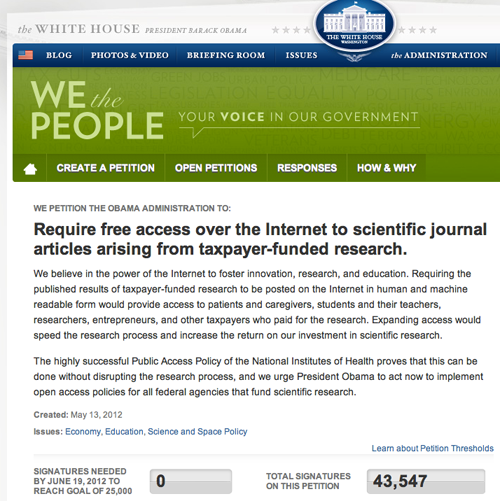 the WHITE HOUSE PRESIDENT BARACK OBAMA
THE WHITE HOUSE
WASHINGTON
BLOG PHOTOS & VIDEO BRIEFING ROOM ISSUES the ADMINISTRATION
WE the
PEOPLE
YOUR VOICE IN OUR GOVERNMENT
CREATE A PETITION OPEN PETITIONS RESPONSES HOW & WHY
WE PETITION THE OBAMA ADMINISTRATION TO:
Require free access over the Internet to scientific journal
articles arising from taxpayer-funded research.
We believe in the power of the Internet to foster innovation, research, and education. Requiring the
published results of taxpayer-funded research to be posted on the Internet in human and machine
readable form would provide access to patients and caregivers, students and their teachers,
researchers, entrepreneurs, and other taxpayers who paid for the research. Expanding access would
speed the research process and increase the return on our investment in scientific research.
The highly successful Public Access Policy of the National Institutes of Health proves that this can be
done without disrupting the research process, and we urge President Obama to act now to implement
open access policies for all federal agencies that fund scientific research.
Created: May 13, 2012
Issues: Economy, Education, Science and Space Policy
Learn about Petition Thresholds
SIGNATURES NEEDED
BY JUNE 19, 2012 TO
REACH GOAL OF 25,000
0
TOTAL SIGNATURES
ON THIS PETITION
43,547